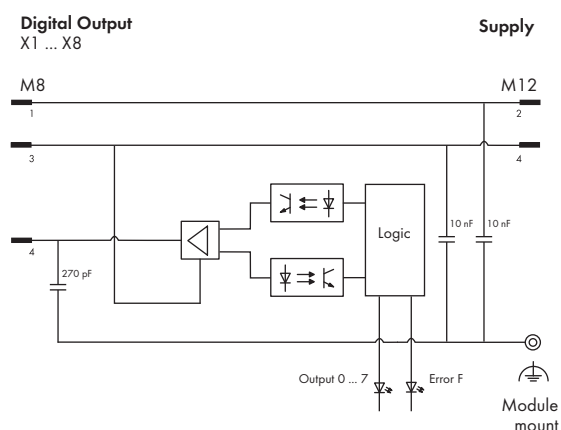 Digital Output
X1 ... X8
Supply
M8
M12
1
2
3
4
10 nF
10 nF
Logic
4
270 pF
Output 0 ... 7
Error F
Module
mount